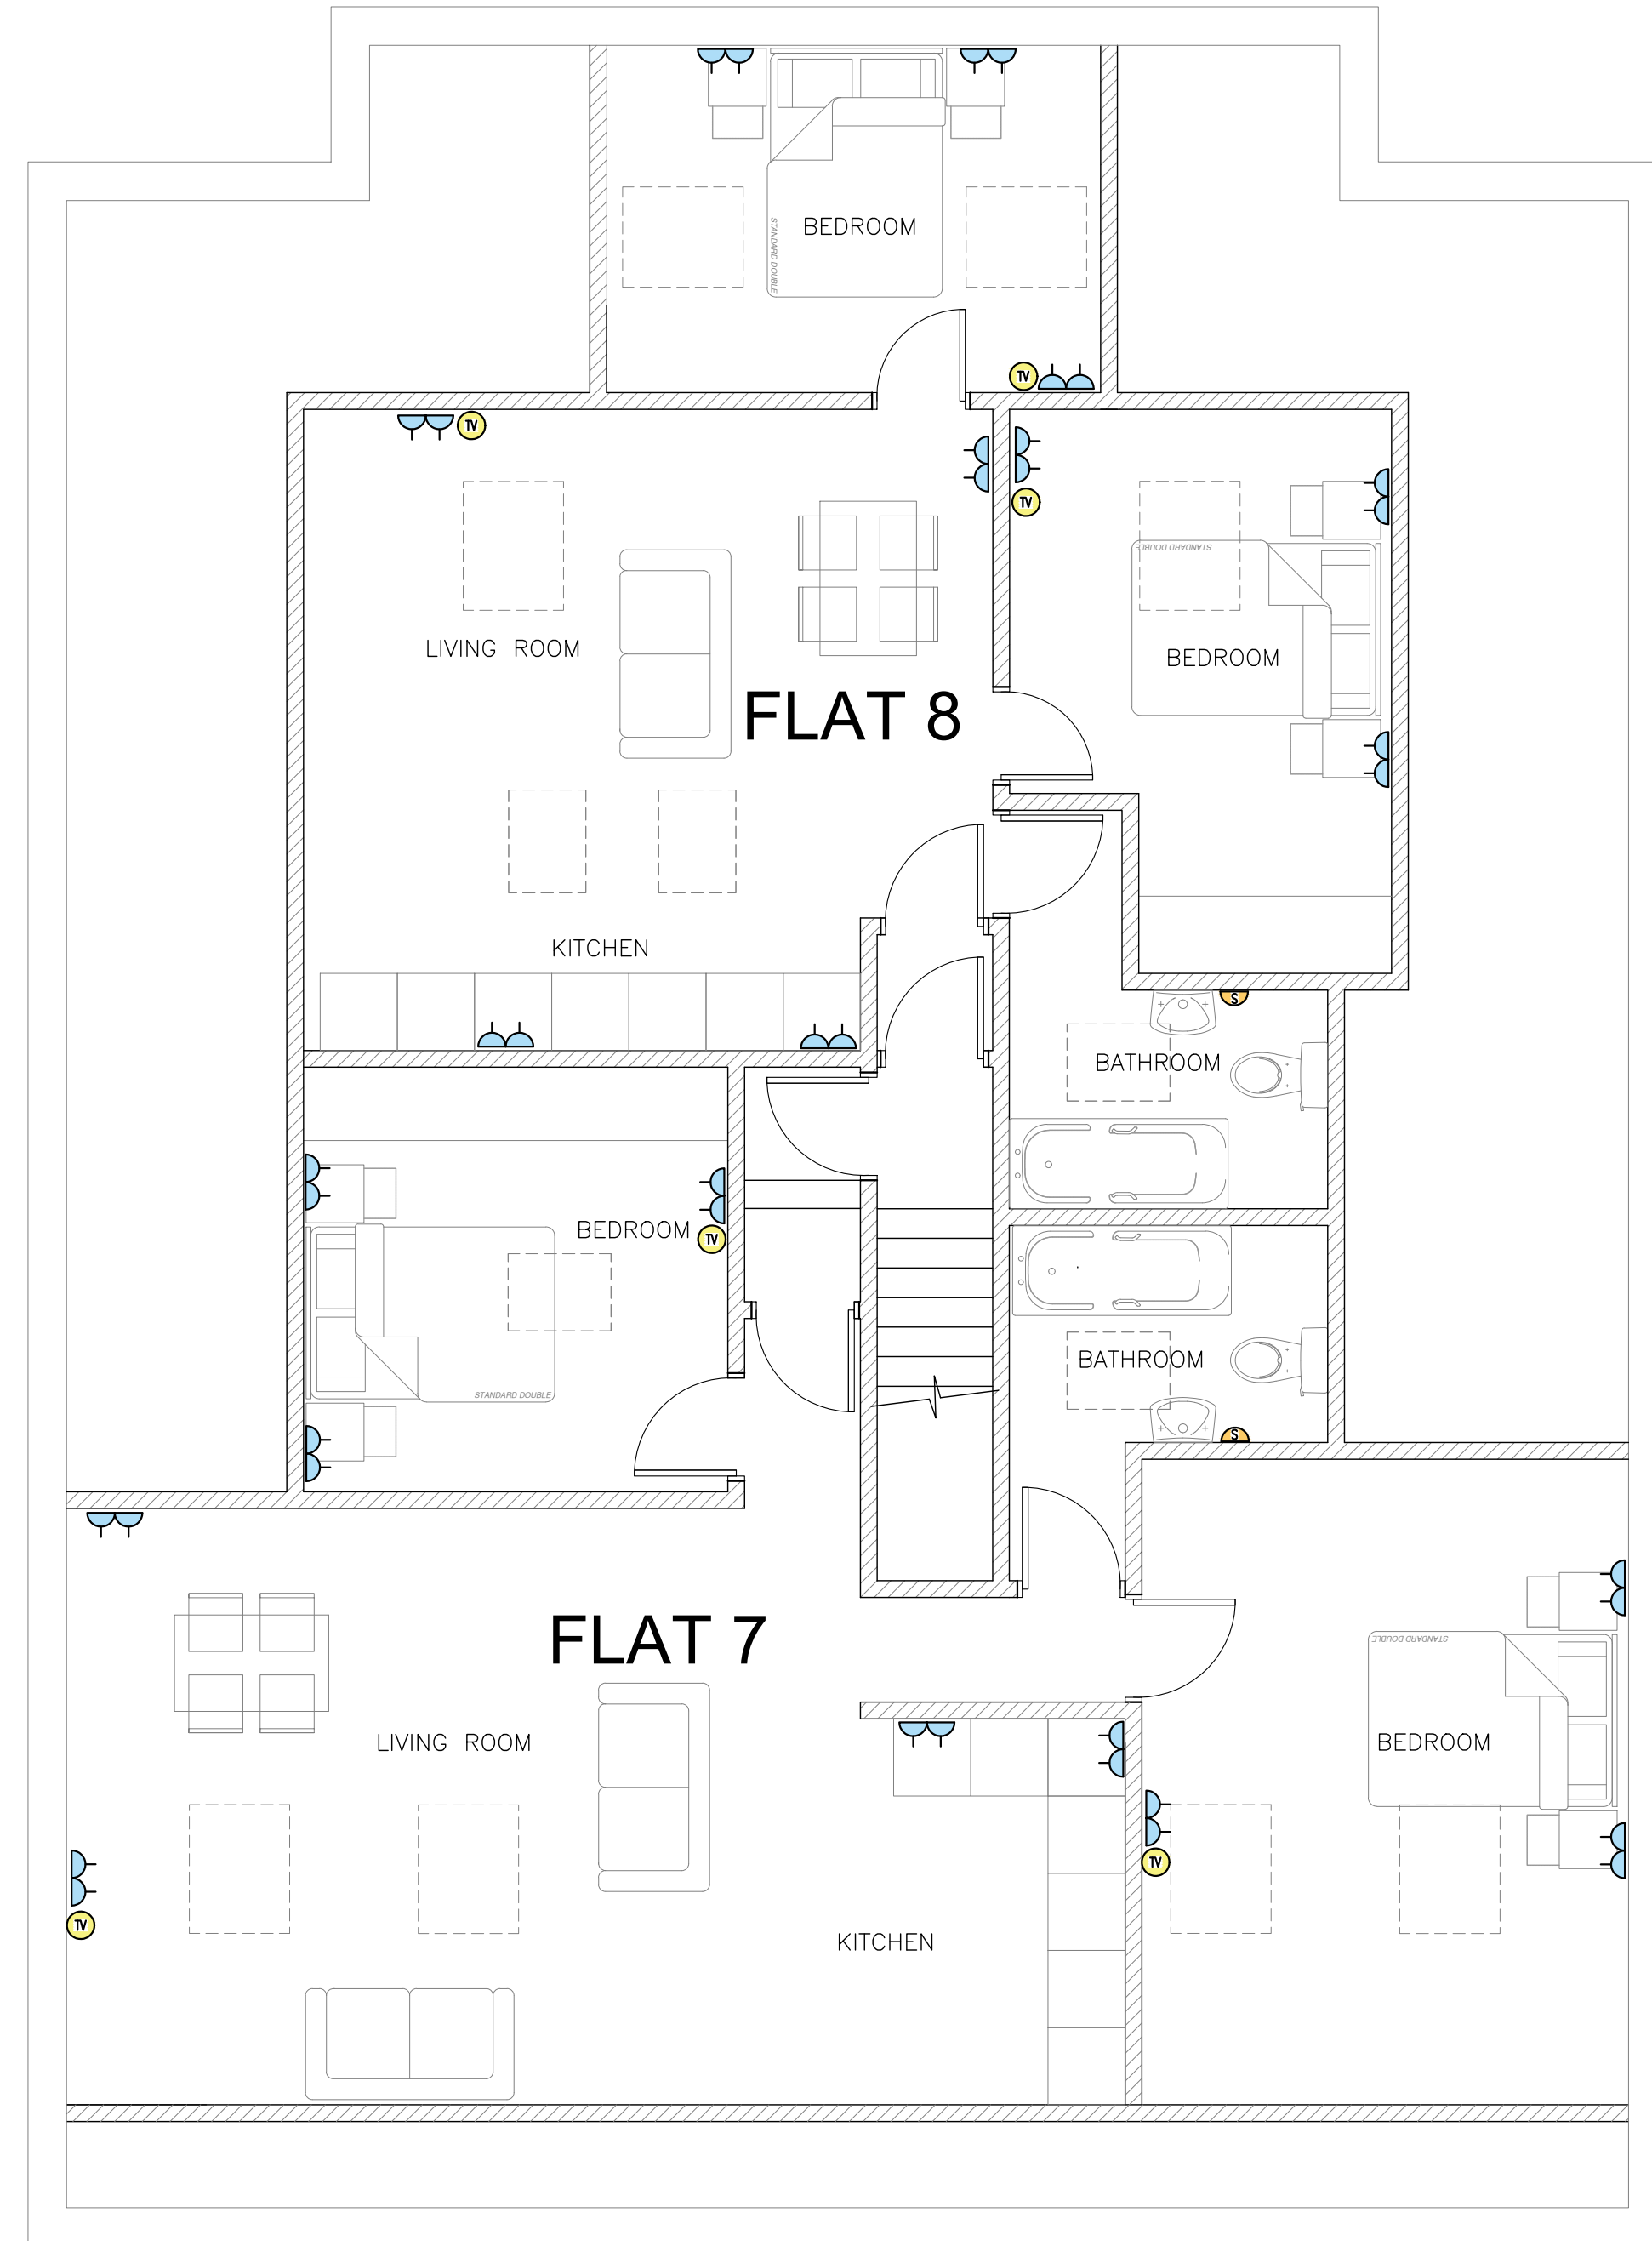 BEDROOM
STANDARD DOUBLE
TV
TV
TV
STANDARD DOUBLE
LIVING ROOM
BEDROOM
FLAT 8
KITCHEN
S
BATHROOM
BEDROOM
TV
BATHROOM
STANDARD DOUBLE
S
FLAT 7
STANDARD DOUBLE
LIVING ROOM
BEDROOM
TV
TV
KITCHEN